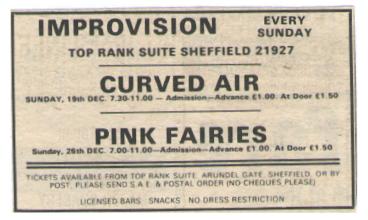 IMPROVISION EVERY SUNDAY
TOP RANK SUITE SHEFFIELD 21927
CURVED AIR
SUNDAY, 19th DEC. 7.30-11.00 — Admission—Advance £1.00. At Door £1.50
PINK FAIRIES
Sunday, 26th DEC. 7.00-11.00—Admission—Advance £1.00 At Door £1.50
TICKETS AVAILABLE FROM TOP RANK SUITE, ARUNDEL GATE, SHEFFIELD, OR BY
POST, PLEASE SEND S.A.E. & POSTAL ORDER (NO CHEQUES PLEASE)
LICENSED BARS SNACKS NO DRESS RESTRICTION